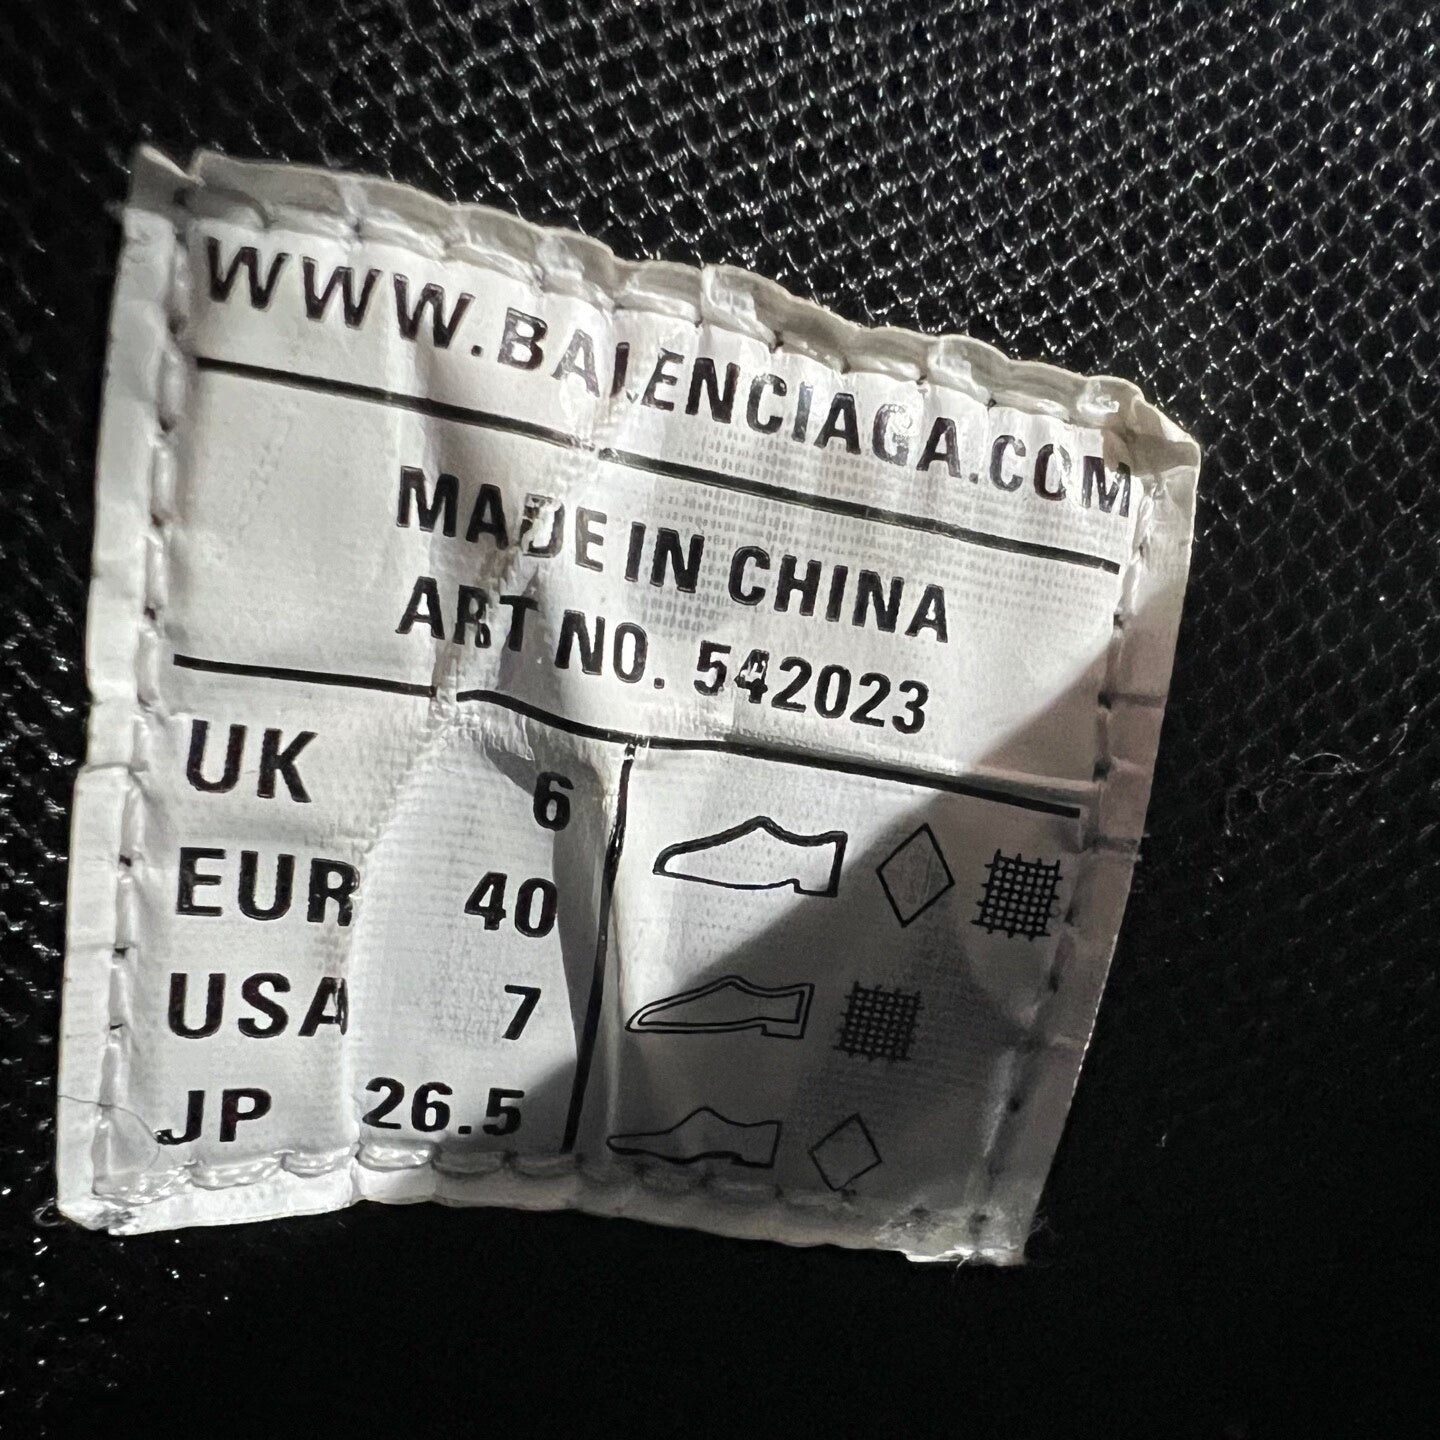 WWW.BALENCIAGA.COM
MADE IN CHINA
ART NO. 542023
UK 6
EUR 40
USA 7
JP 26.5